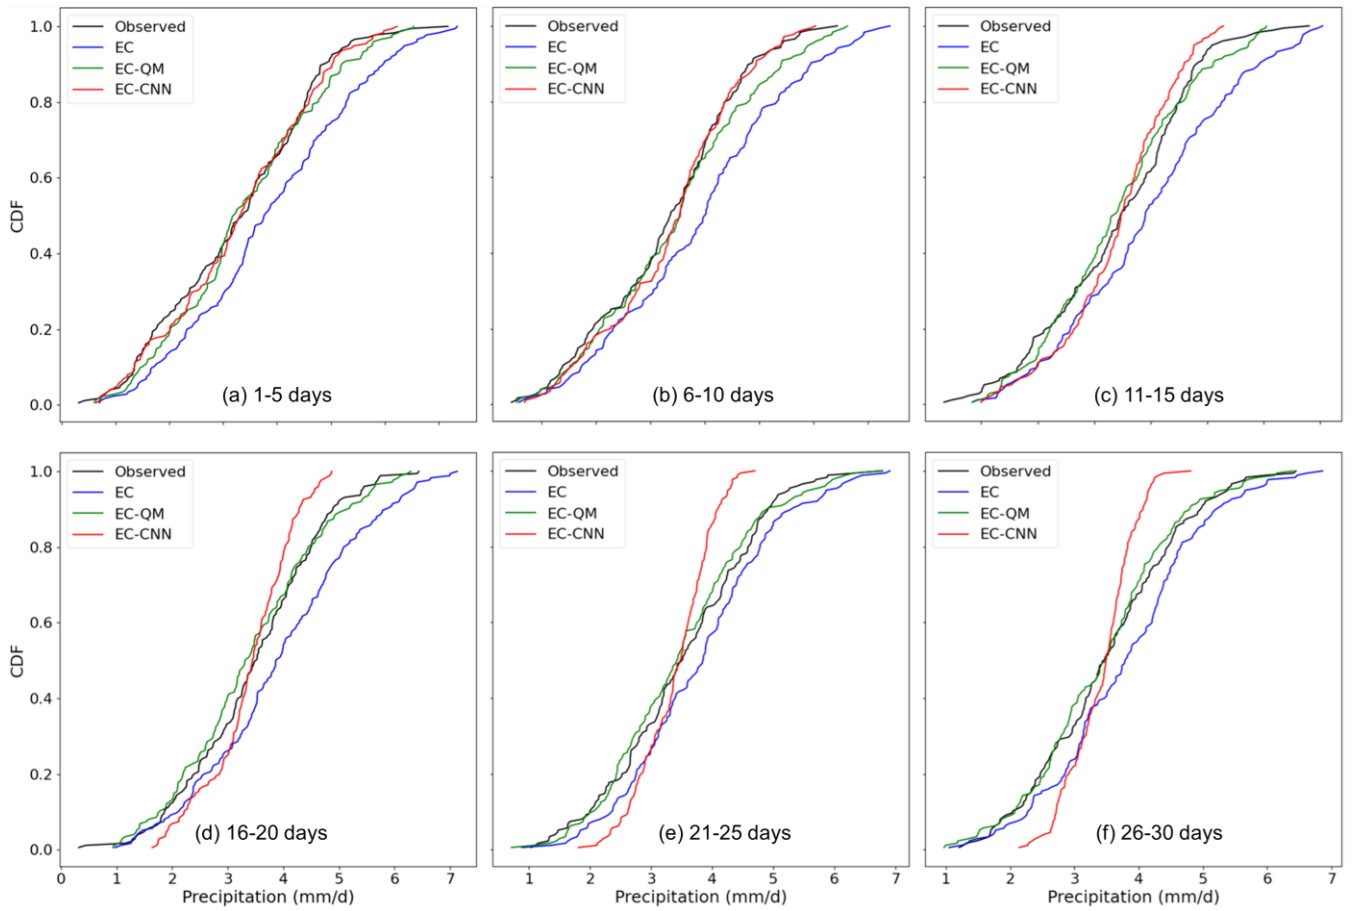 1.0
0.8
0.6
0.4
0.2
0.0
CDF
Observed
EC
EC-QM
EC-CNN
(a) 1-5 days
Observed
EC
EC-QM
EC-CNN
(b) 6-10 days
Observed
EC
EC-QM
EC-CNN
(c) 11-15 days
1.0
0.8
0.6
0.4
0.2
0.0
CDF
Observed
EC
EC-QM
EC-CNN
(d) 16-20 days
0 1 2 3 4 5 6 7
Precipitation (mm/d)
Observed
EC
EC-QM
EC-CNN
(e) 21-25 days
1 2 3 4 5 6 7
Precipitation (mm/d)
Observed
EC
EC-QM
EC-CNN
(f) 26-30 days
1 2 3 4 5 6 7
Precipitation (mm/d)